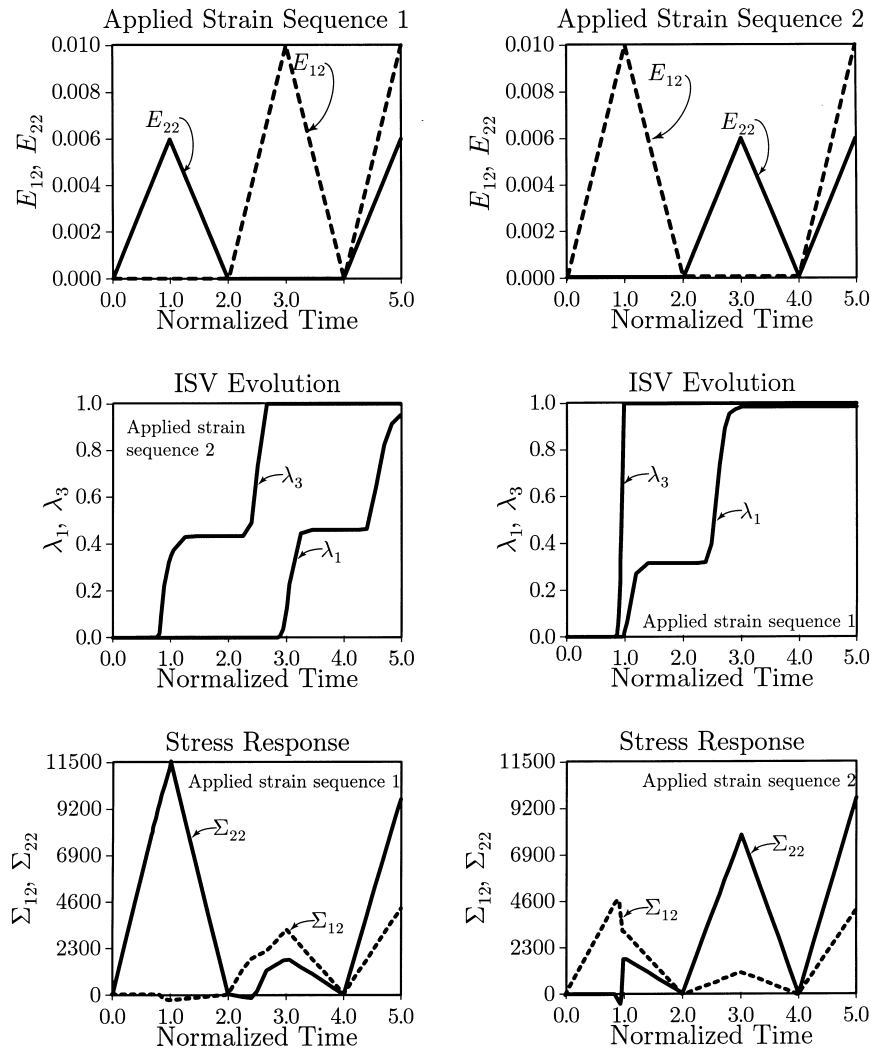 Applied Strain Sequence 1
E12, E22
0.010
0.008
0.006
0.004
0.002
0.000
E22
E12
0.0 1.0 2.0 3.0 4.0 5.0
Normalized Time
Applied Strain Sequence 2
E12, E22
0.010
0.008
0.006
0.004
0.002
0.000
E12
E22
0.0 1.0 2.0 3.0 4.0 5.0
Normalized Time
ISV Evolution
λ1, λ3
1.0
0.8
0.6
0.4
0.2
0.0
Applied strain
sequence 2
λ3
λ1
0.0 1.0 2.0 3.0 4.0 5.0
Normalized Time
ISV Evolution
λ1, λ3
1.0
0.8
0.6
0.4
0.2
0.0
λ3
λ1
Applied strain sequence 1
0.0 1.0 2.0 3.0 4.0 5.0
Normalized Time
Stress Response
Σ12, Σ22
11500
9200
6900
4600
2300
0
Applied strain sequence 1
Σ22
Σ12
0.0 1.0 2.0 3.0 4.0 5.0
Normalized Time
Stress Response
Σ12, Σ22
11500
9200
6900
4600
2300
0
Applied strain sequence 2
Σ12
Σ22
0.0 1.0 2.0 3.0 4.0 5.0
Normalized Time